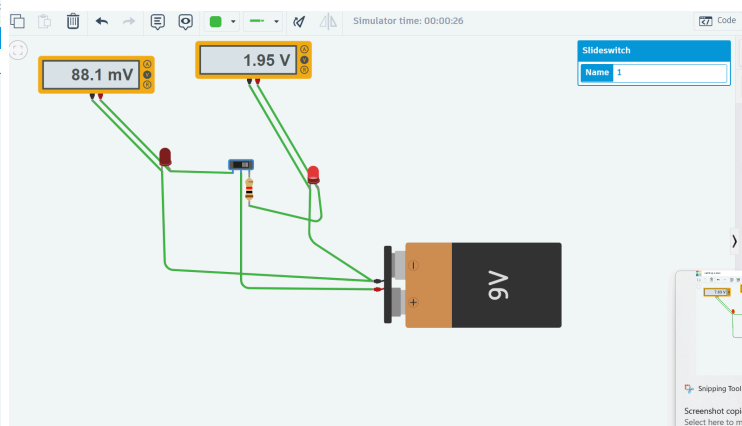 Simulator time: 00:00:26
Code
88.1 mV
A
V
R
1.95 V
A
V
R
Slideswitch
Name 1
9V
Snipping Tool
Screenshot copi
Select here to m